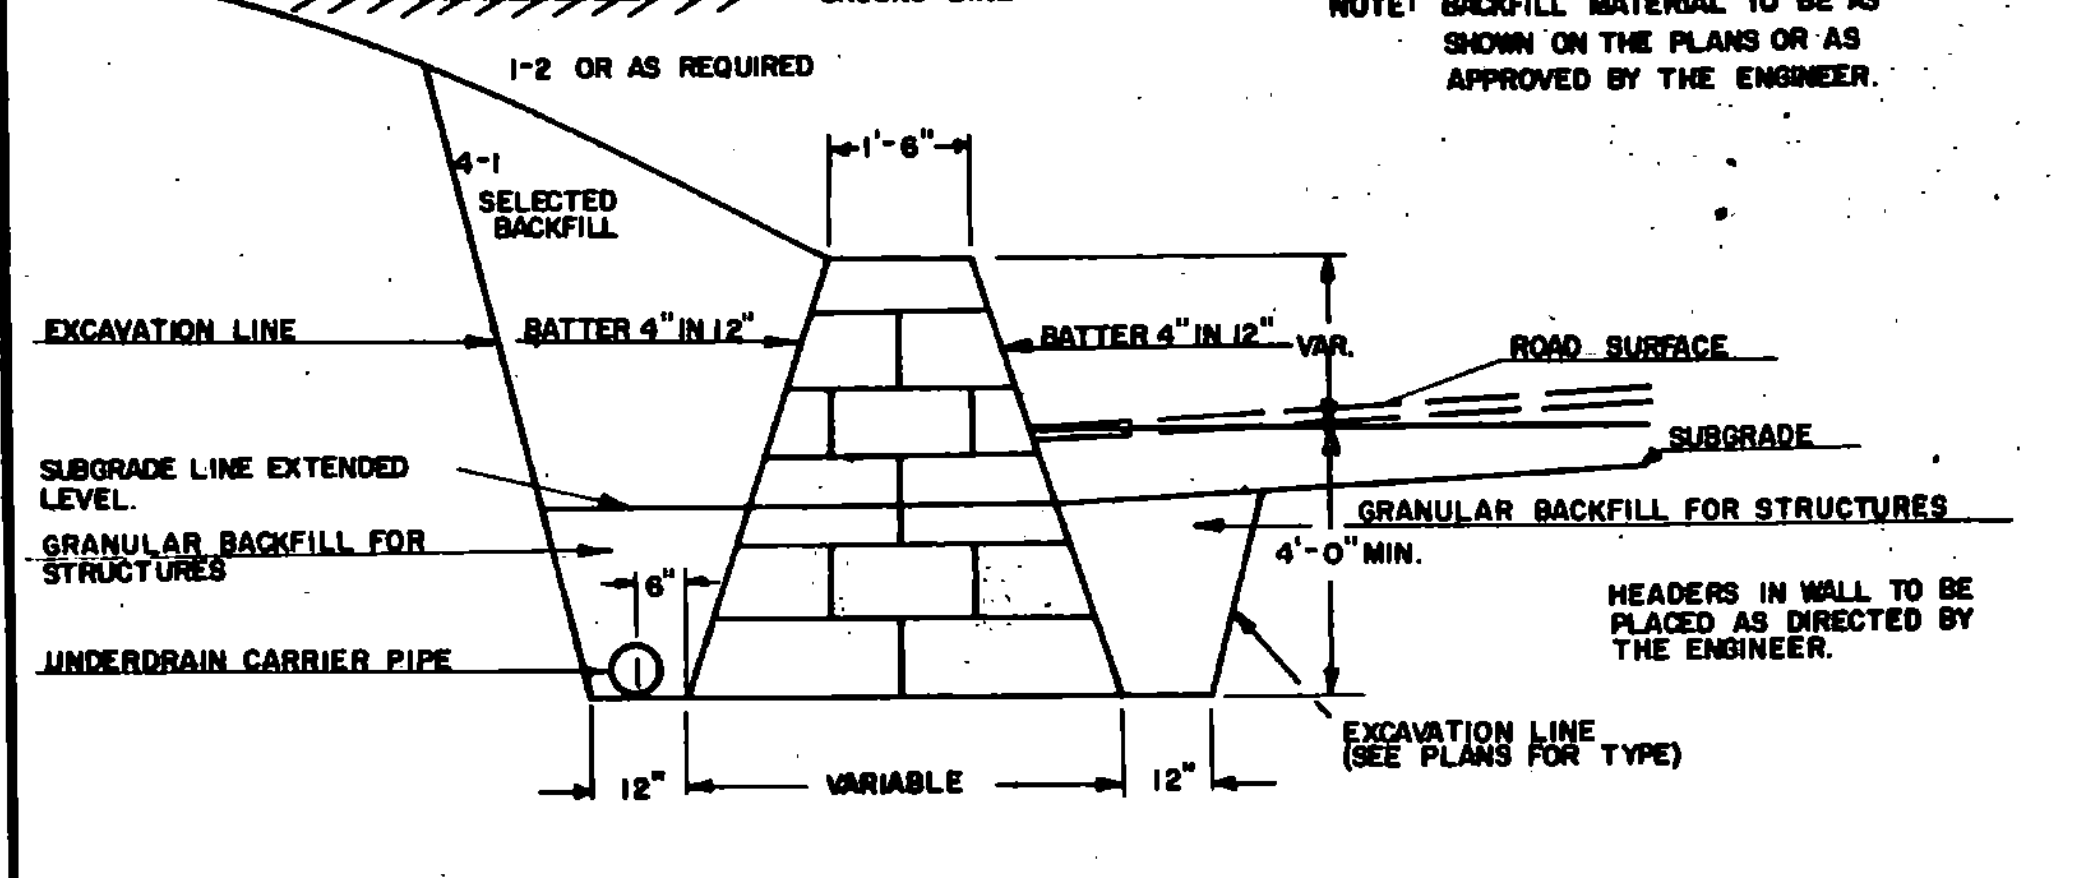 NOTE: BACKFILL MATERIAL TO BE AS
SHOWN ON THE PLANS OR AS
APPROVED BY THE ENGINEER.
1-2 OR AS REQUIRED
1'-6"
4-1
SELECTED
BACKFILL
EXCAVATION LINE
BATTER 4" IN 12"
BATTER 4" IN 12"
VAR.
ROAD SURFACE
SUBGRADE
SUBGRADE LINE EXTENDED
LEVEL.
GRANULAR BACKFILL FOR STRUCTURES
GRANULAR BACKFILL FOR
STRUCTURES
4'-0" MIN.
6"
HEADERS IN WALL TO BE
PLACED AS DIRECTED BY
THE ENGINEER.
UNDERDRAIN CARRIER PIPE
EXCAVATION LINE
(SEE PLANS FOR TYPE)
12"
VARIABLE
12"